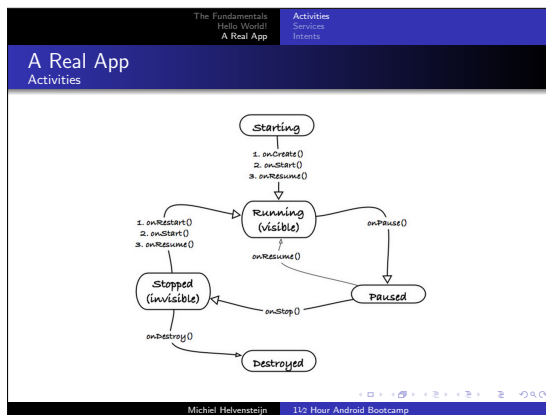 The Fundamentals
Hello World!
A Real App
Activities
Services
Intents
A Real App
Activities
Starting
1. onCreate()
2. onStart()
3. onResume()
Running
(visible)
1. onRestart()
2. onStart()
3. onResume()
onPause()
onResume()
Stopped
(invisible)
Paused
onStop()
onDestroy()
Destroyed
Michiel Helvensteijn
1½ Hour Android Bootcamp